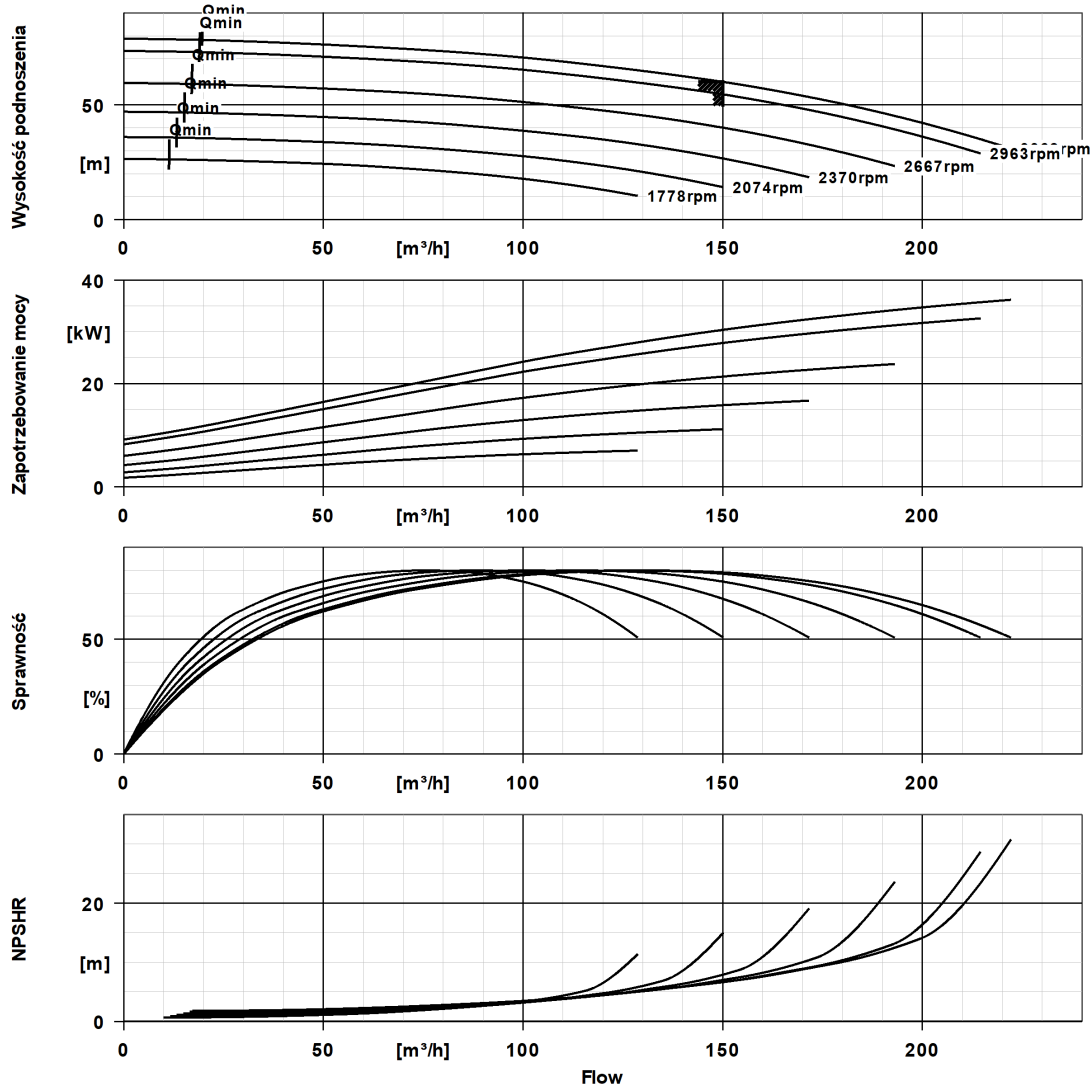 Qmin
Qmin
Qmin
Qmin
Qmin
Qmin
Wysokość podnoszenia
50
[m]
0
2963rpm
2667rpm
2370rpm
2074rpm
1778rpm
0 50 [m³/h] 100 150 200
Zapotrzebowanie mocy
40
[kW]
20
0
0 50 [m³/h] 100 150 200
Sprawność
50
[%]
0
0 50 [m³/h] 100 150 200
NPSHR
20
[m]
0
0 50 [m³/h] 100 150 200
Flow